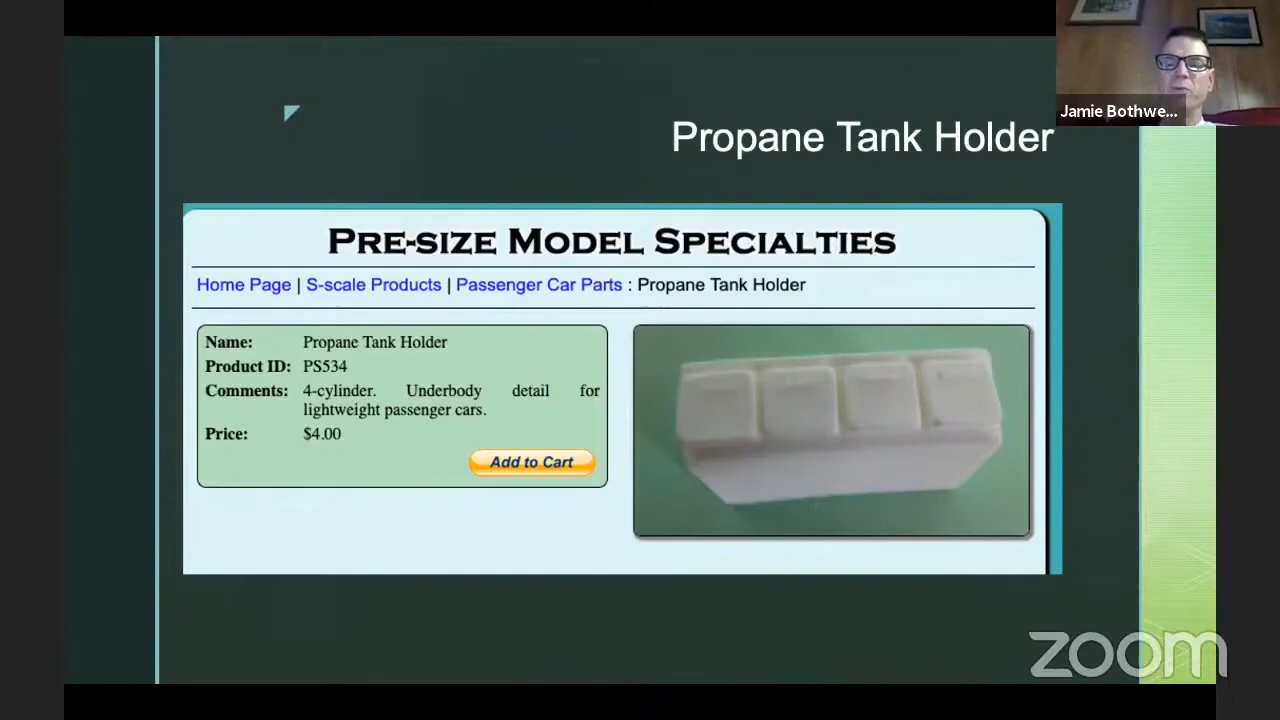 Jamie Bothwe...
Propane Tank Holder
PRE-SIZE MODEL SPECIALTIES
Home Page | S-scale Products | Passenger Car Parts : Propane Tank Holder
Name: Propane Tank Holder
Product ID: PS534
Comments: 4-cylinder. Underbody detail for
lightweight passenger cars.
Price: $4.00
Add to Cart
zoom